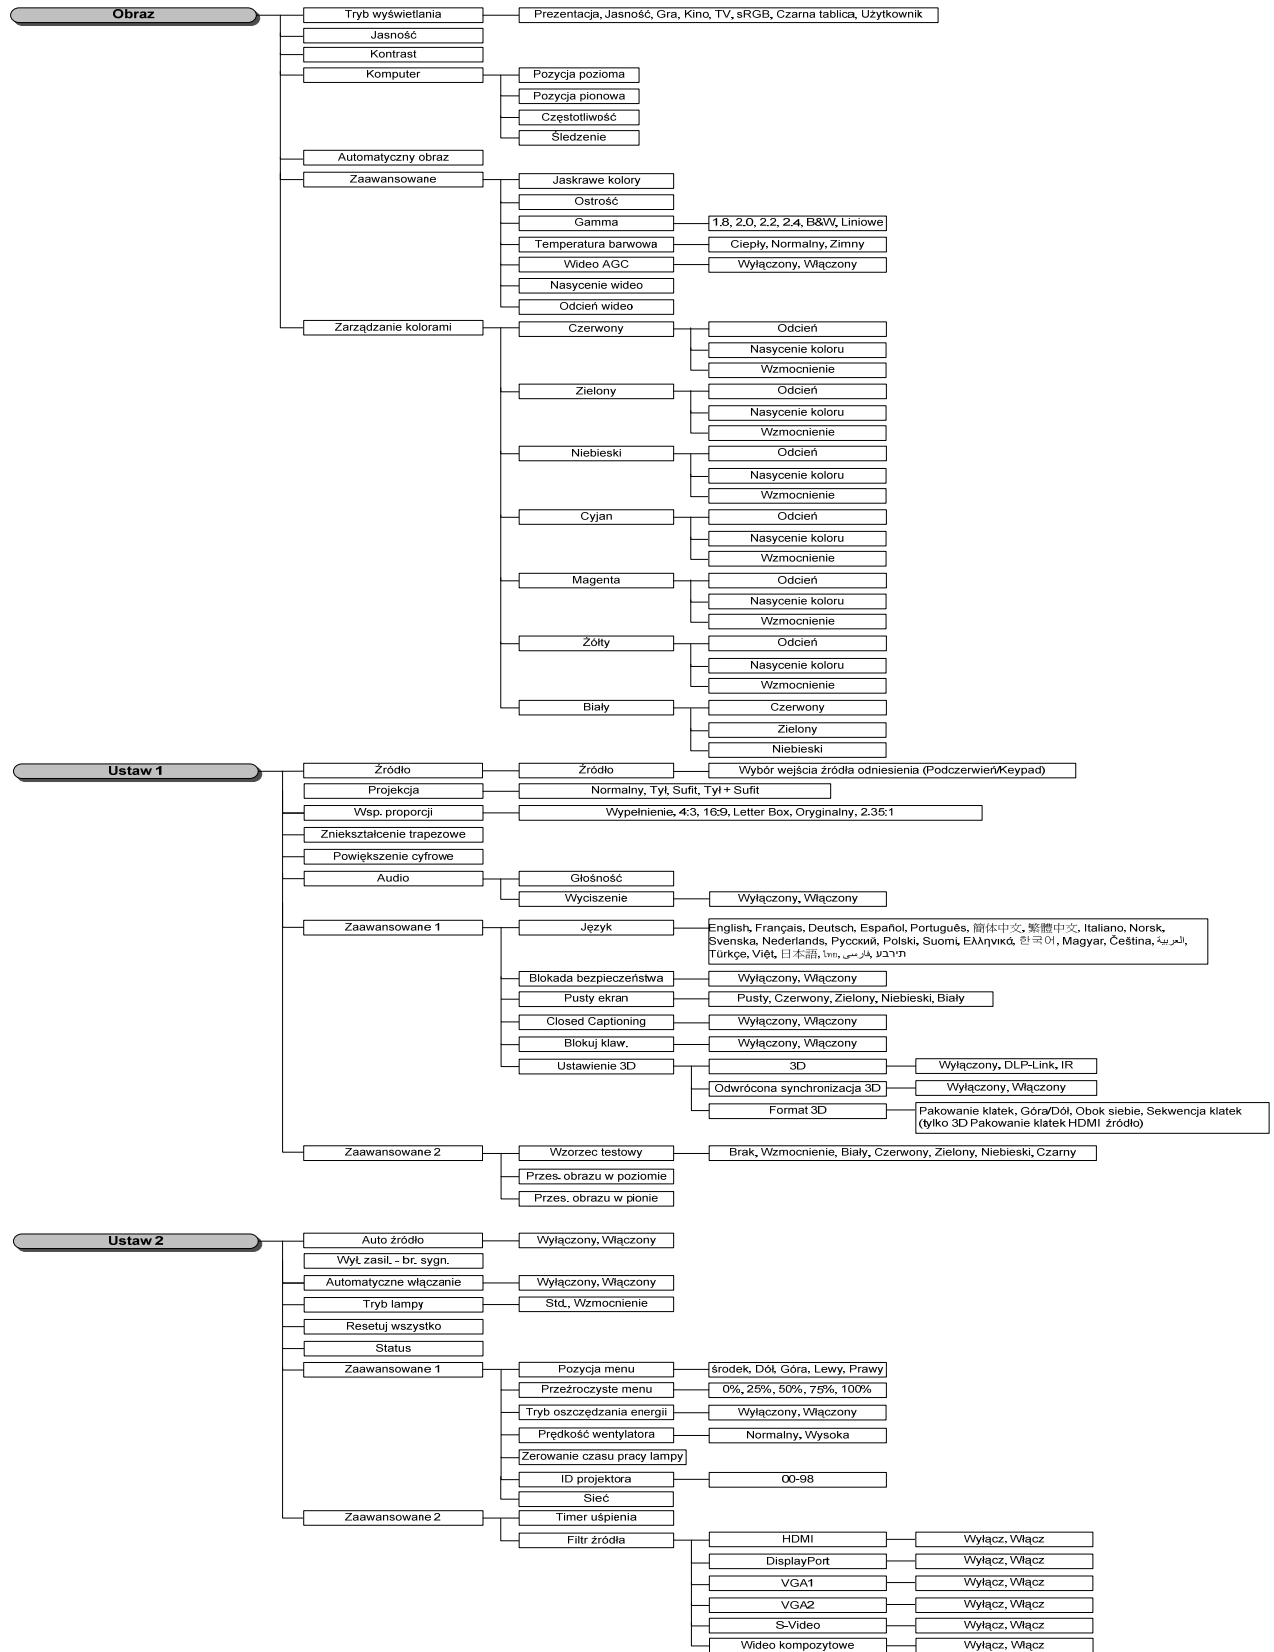 Obraz
Tryb wyświetlania
Prezentacja, Jasność, Gra, Kino, TV, sRGB, Czarna tablica, Użytkownik
Jasność
Kontrast
Komputer
Pozycja pozioma
Pozycja pionowa
Częstotliwość
Śledzenie
Automatyczny obraz
Zaawansowane
Jaskrawe kolory
Ostrość
Gamma
1.8, 2.0, 2.2, 2.4, B&W, Liniowe
Temperatura barwowa
Ciepły, Normalny, Zimny
Wideo AGC
Wyłączony, Włączony
Nasycenie wideo
Odcień wideo
Zarządzanie kolorami
Czerwony
Odcień
Nasycenie koloru
Wzmocnienie
Zielony
Odcień
Nasycenie koloru
Wzmocnienie
Niebieski
Odcień
Nasycenie koloru
Wzmocnienie
Cyjan
Odcień
Nasycenie koloru
Wzmocnienie
Magenta
Odcień
Nasycenie koloru
Wzmocnienie
Żółty
Odcień
Nasycenie koloru
Wzmocnienie
Biały
Czerwony
Zielony
Niebieski
Ustaw 1
Źródło
Źródło
Wybór wejścia źródła odniesienia (Podczerwień/Keypad)
Projekcja
Normalny, Tył, Sufit, Tył + Sufit
Wsp. proporcji
Wypełnienie, 4:3, 16:9, Letter Box, Oryginalny, 2.35:1
Zniekształcenie trapezowe
Powiększenie cyfrowe
Audio
Głośność
Wyciszenie
Wyłączony, Włączony
Zaawansowane 1
Język
English, Français, Deutsch, Español, Português, 簡体中文, 繁體中文, Italiano, Norsk,
Svenska, Nederlands, Русский, Polski, Suomi, Ελληνικά, 한국어, Magyar, Čeština, العربية,
Türkçe, Việt, 日本語, ไทย, فارسی, תירבע
Blokada bezpieczeństwa
Wyłączony, Włączony
Pusty ekran
Pusty, Czerwony, Zielony, Niebieski, Biały
Closed Captioning
Wyłączony, Włączony
Blokuj klaw.
Wyłączony, Włączony
Ustawienie 3D
3D
Wyłączony, DLP-Link, IR
Odwrócona synchronizacja 3D
Wyłączony, Włączony
Format 3D
Pakowanie klatek, Góra/Dół, Obok siebie, Sekwencja klatek
(tylko 3D Pakowanie klatek HDMI źródło)
Zaawansowane 2
Wzorzec testowy
Brak, Wzmocnienie, Biały, Czerwony, Zielony, Niebieski, Czarny
Przes. obrazu w poziomie
Przes. obrazu w pionie
Ustaw 2
Auto źródło
Wyłączony, Włączony
Wył. zasil. - br. sygn.
Automatyczne włączanie
Wyłączony, Włączony
Tryb lampy
Std., Wzmocnienie
Resetuj wszystko
Status
Zaawansowane 1
Pozycja menu
środek, Dół, Góra, Lewy, Prawy
Przeźroczyste menu
0%, 25%, 50%, 75%, 100%
Tryb oszczędzania energii
Wyłączony, Włączony
Prędkość wentylatora
Normalny, Wysoka
Zerowanie czasu pracy lampy
ID projektora
00-98
Sieć
Zaawansowane 2
Timer uśpienia
Filtr źródła
HDMI
Wyłącz, Włącz
DisplayPort
Wyłącz, Włącz
VGA1
Wyłącz, Włącz
VGA2
Wyłącz, Włącz
S-Video
Wyłącz, Włącz
Wideo kompozytowe
Wyłącz, Włącz